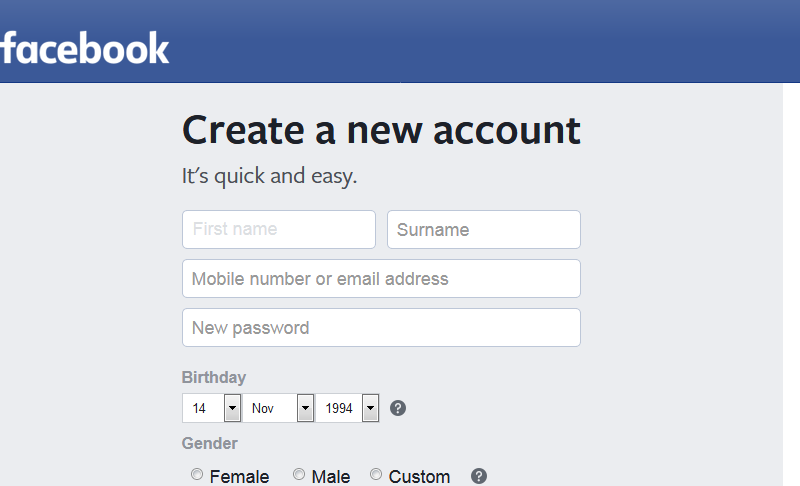 facebook
Create a new account
It's quick and easy.
First name Surname
Mobile number or email address
New password
Birthday
14 Nov 1994 ?
Gender
Female Male Custom ?